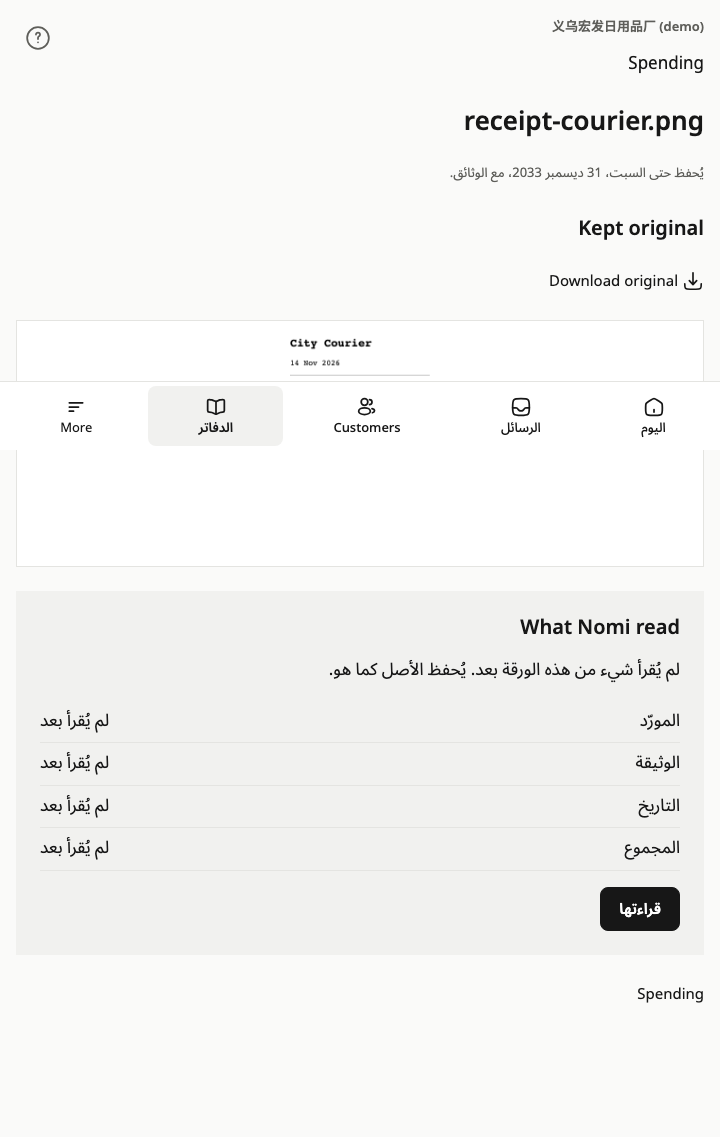 义乌宏发日用品厂 (demo)
Spending
receipt-courier.png
يُحفظ حتى السبت، 31 ديسمبر 2033، مع الوثائق.
Kept original
Download original
City Courier
14 Nov 2026
اليوم
الرسائل
Customers
الدفاتر
More
What Nomi read
لم يُقرأ شيء من هذه الورقة بعد. يُحفظ الأصل كما هو.
المورّد لم يُقرأ بعد
الوثيقة لم يُقرأ بعد
التاريخ لم يُقرأ بعد
المجموع لم يُقرأ بعد
قراءتها
Spending